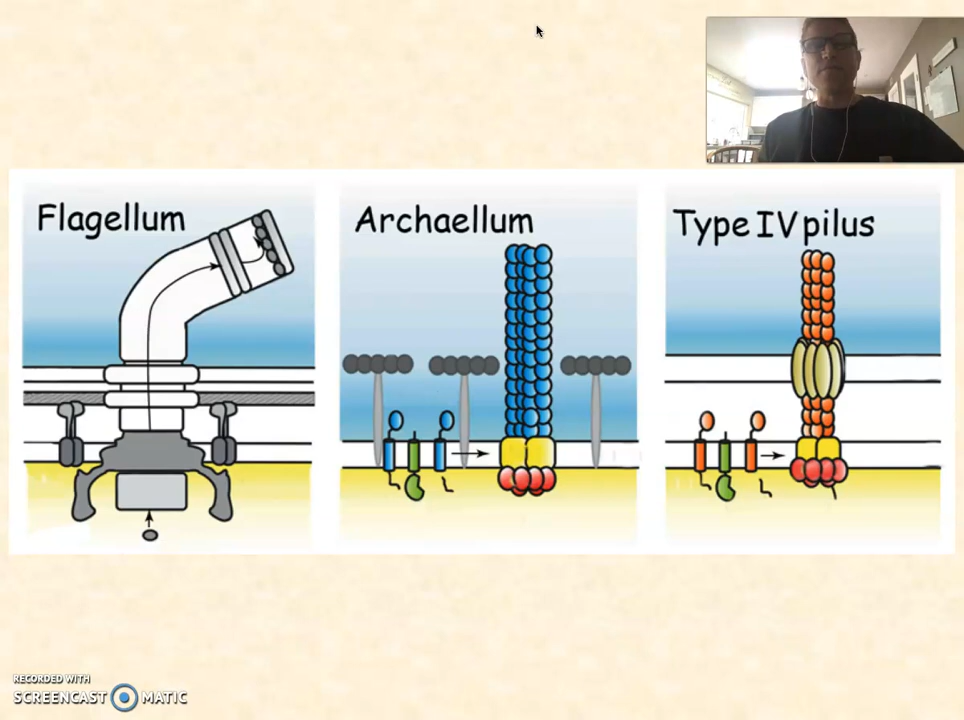 Flagellum
Archaellum
Type IV pilus
RECORDED WITH
SCREENCAST MATIC